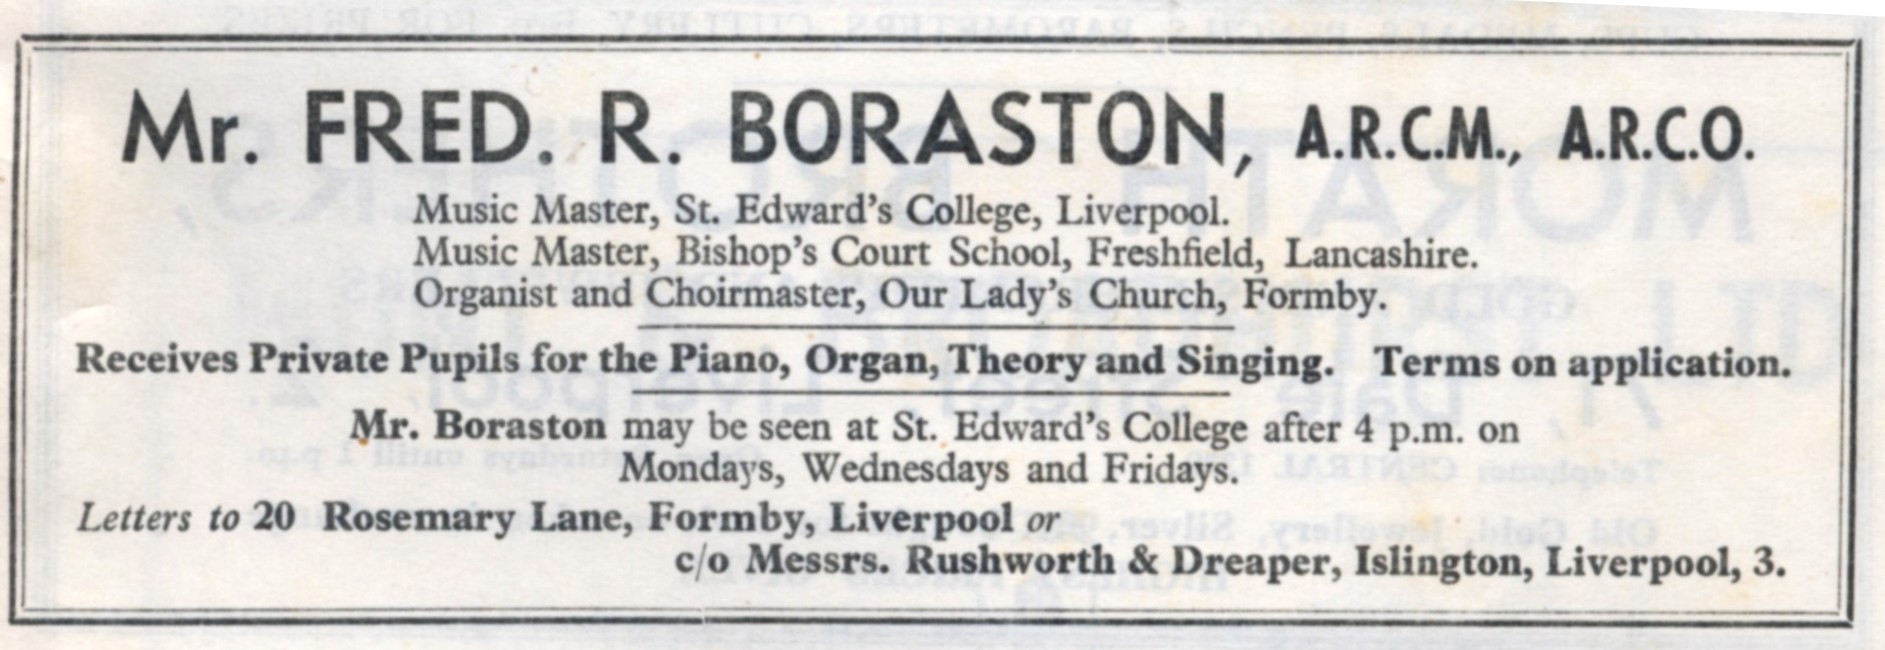 Mr. FRED. R. BORASTON, A.R.C.M., A.R.C.O.
Music Master, St. Edward's College, Liverpool.
Music Master, Bishop's Court School, Freshfield, Lancashire.
Organist and Choirmaster, Our Lady's Church, Formby.
Receives Private Pupils for the Piano, Organ, Theory and Singing. Terms on application.
Mr. Boraston may be seen at St. Edward's College after 4 p.m. on
Mondays, Wednesdays and Fridays.
Letters to 20 Rosemary Lane, Formby, Liverpool or
c/o Messrs. Rushworth & Dreaper, Islington, Liverpool, 3.